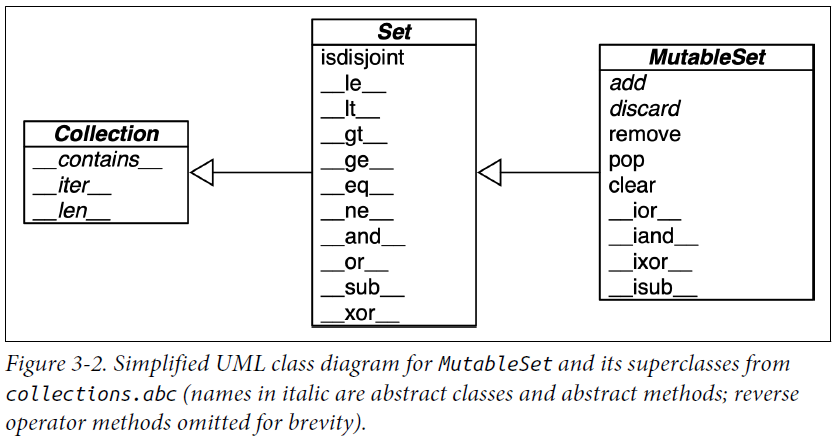 Collection
__contains__
__iter__
__len__
Set
isdisjoint
__le__
__lt__
__gt__
__ge__
__eq__
__ne__
__and__
__or__
__sub__
__xor__
MutableSet
add
discard
remove
pop
clear
__ior__
__iand__
__ixor__
__isub__
Figure 3-2. Simplified UML class diagram for MutableSet and its superclasses from
collections.abc (names in italic are abstract classes and abstract methods; reverse
operator methods omitted for brevity).